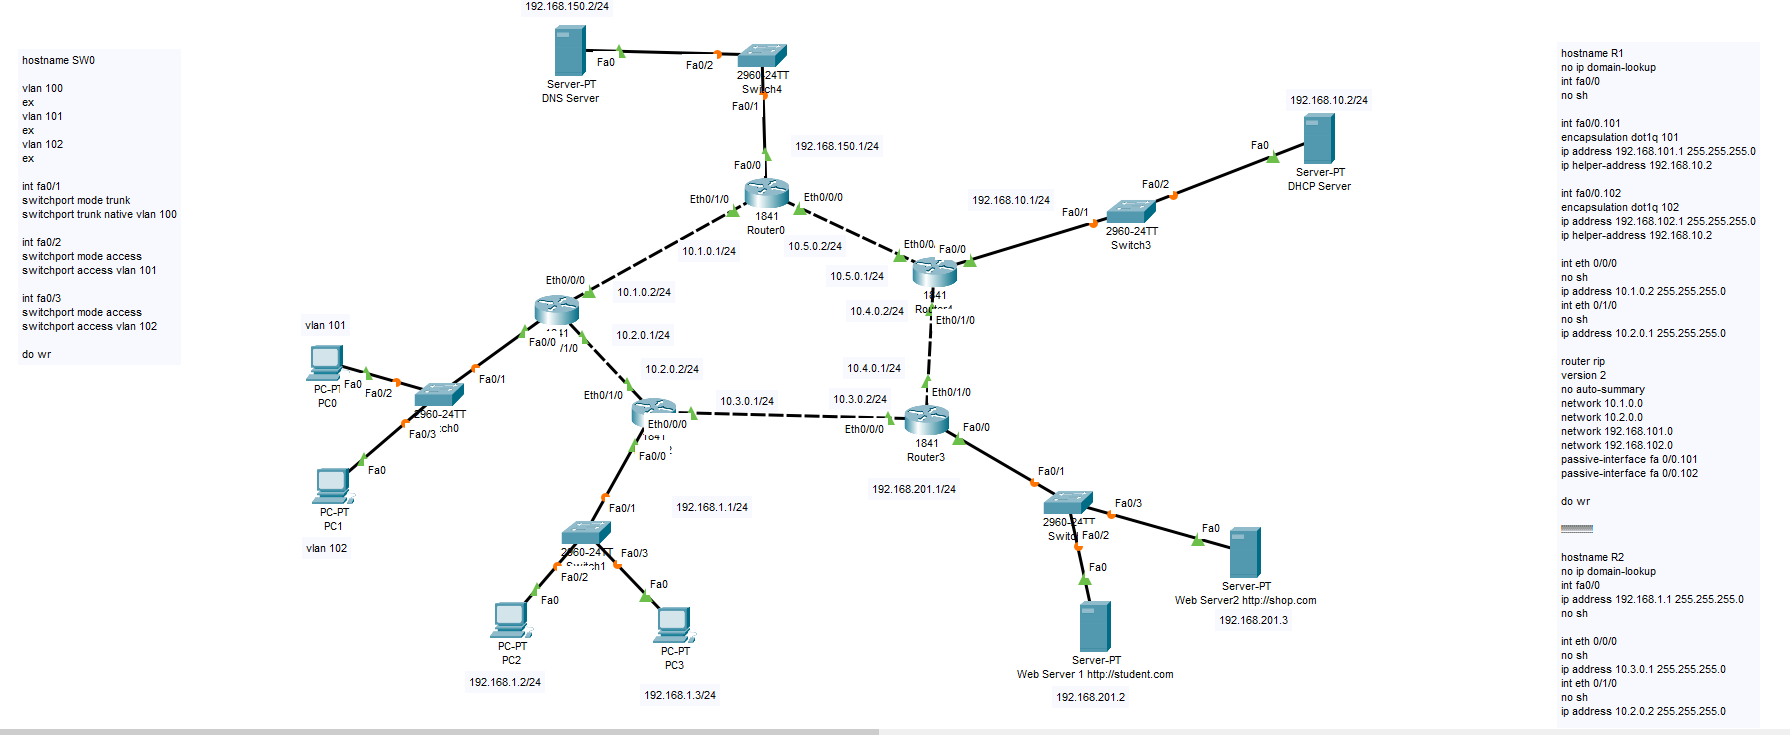 hostname SW0
vlan 100
ex
vlan 101
ex
vlan 102
ex
int fa0/1
switchport mode trunk
switchport trunk native vlan 100
int fa0/2
switchport mode access
switchport access vlan 101
int fa0/3
switchport mode access
switchport access vlan 102
do wr
192.168.150.2/24
Fa0
Fa0/2
Server-PT
DNS Server
2960-24TT
Switch4
Fa0/1
192.168.150.1/24
Fa0/0
Eth0/1/0
Eth0/0/0
1841
Router0
10.1.0.1/24
10.5.0.2/24
192.168.10.2/24
Fa0
Server-PT
DHCP Server
Fa0/2
192.168.10.1/24
Fa0/1
2960-24TT
Switch3
Fa0/0
10.5.0.1/24
1841
10.4.0.2/24
Eth0/1/0
Eth0/0/0
10.1.0.2/24
10.2.0.1/24
Fa0/0
/1/0
vlan 101
Fa0
Fa0/2
PC-PT
PC0
Fa0/1
2960-24TT
Fa0/3
Fa0
PC-PT
PC1
vlan 102
10.2.0.2/24
Eth0/1/0
Eth0/0/0
1841
Fa0/0
10.3.0.1/24
10.3.0.2/24
10.4.0.1/24
Eth0/1/0
Eth0/0/0
Fa0/0
1841
Router3
192.168.201.1/24
192.168.1.1/24
Fa0/1
2960-24TT
Switch1
Fa0/3
Fa0/2
Fa0
Fa0
PC-PT
PC2
PC-PT
PC3
192.168.1.2/24
192.168.1.3/24
Fa0/1
Fa0/3
2960-24TT
Fa0/2
Fa0
Fa0
Server-PT
Web Server2 http://shop.com
192.168.201.3
Server-PT
Web Server 1 http://student.com
192.168.201.2
hostname R1
no ip domain-lookup
int fa0/0
no sh
int fa0/0.101
encapsulation dot1q 101
ip address 192.168.101.1 255.255.255.0
ip helper-address 192.168.10.2
int fa0/0.102
encapsulation dot1q 102
ip address 192.168.102.1 255.255.255.0
ip helper-address 192.168.10.2
int eth 0/0/0
no sh
ip address 10.1.0.2 255.255.255.0
int eth 0/1/0
no sh
ip address 10.2.0.1 255.255.255.0
router rip
version 2
no auto-summary
network 10.1.0.0
network 10.2.0.0
network 192.168.101.0
network 192.168.102.0
passive-interface fa 0/0.101
passive-interface fa 0/0.102
do wr
hostname R2
no ip domain-lookup
int fa0/0
ip address 192.168.1.1 255.255.255.0
no sh
int eth 0/0/0
no sh
ip address 10.3.0.1 255.255.255.0
int eth 0/1/0
no sh
ip address 10.2.0.2 255.255.255.0